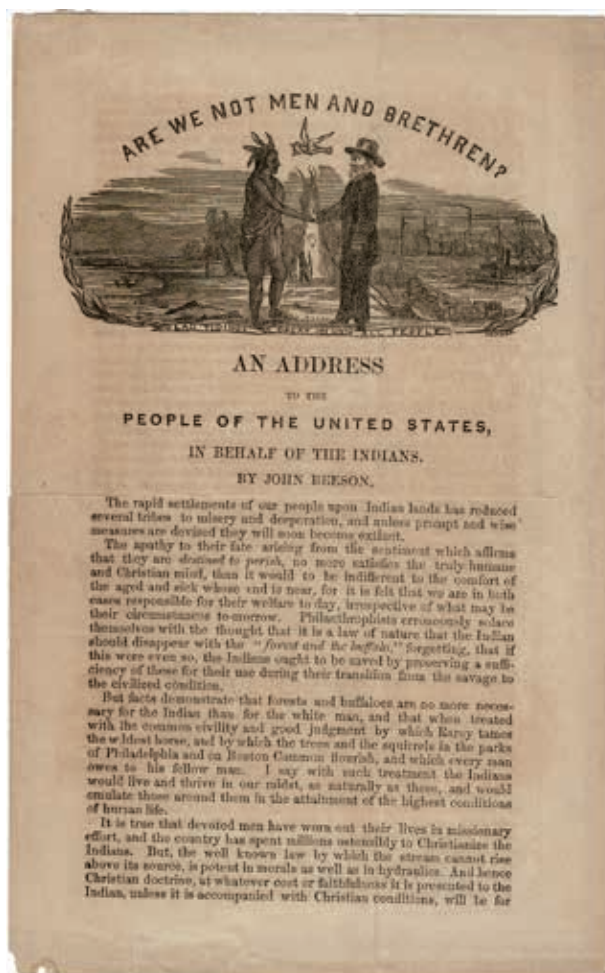 ARE WE NOT MEN AND BRETHREN?
GLAD TIDINGS OF GREAT JOY TO ALL PEOPLE
AN ADDRESS
TO THE
PEOPLE OF THE UNITED STATES,
IN BEHALF OF THE INDIANS.
BY JOHN BEESON.
The rapid settlements of our people upon Indian lands has reduced
several tribes to misery and desperation, and unless prompt and wise
measures are devised they will soon become extinct.
The apathy to their fate arising from the sentiment which affirms
that they are destined to perish, no more satisfies the truly humane
and Christian mind, than it would to be indifferent to the comfort of
the aged and sick whose end is near, for it is felt that we are in both
cases responsible for their welfare to day, irrespective of what may be
their circumstances to-morrow. Philanthropists erroneously solace
themselves with the thought that it is a law of nature that the Indian
should disappear with the "forest and the buffalo," forgetting, that if
this were even so, the Indians ought to be saved by preserving a suffi-
ciency of these for their use during their transition from the savage to
the civilized condition.
But facts demonstrate that forests and buffaloes are no more neces-
sary for the Indian than for the white man, and that when treated
with the common civility and good judgment by which Rarey tames
the wildest horse, and by which the trees and the squirrels in the parks
of Philadelphia and on Boston Common flourish, and which every man
owes to his fellow man. I say with such treatment the Indians
would live and thrive in our midst, as naturally as these, and would
emulate those around them in the attainment of the highest conditions
of human life.
It is true that devoted men have worn out their lives in missionary
effort, and the country has spent millions ostensibly to Christianize the
Indians. But, the well known law by which the stream cannot rise
above its source, is potent in morals as well as in hydraulics. And hence
Christian doctrine, at whatever cost or faithfulness it is presented to the
Indian, unless it is accompanied with Christian conditions, will be for